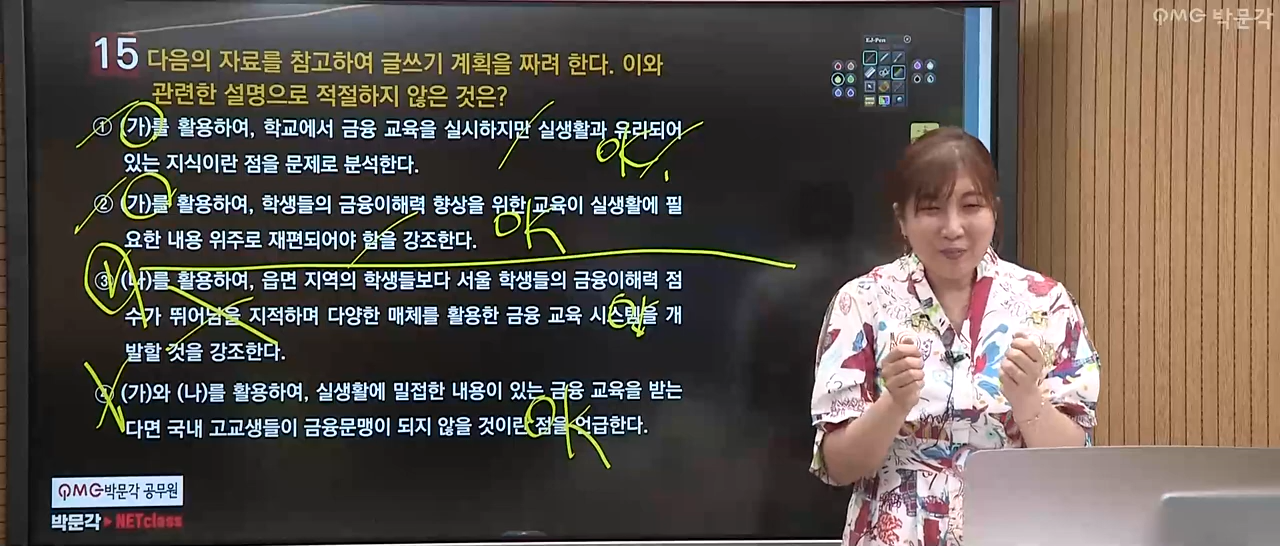 QMG 박문각
EJ-Pen
15 다음의 자료를 참고하여 글쓰기 계획을 짜려 한다. 이와
관련한 설명으로 적절하지 않은 것은?
① (가)를 활용하여, 학교에서 금융 교육을 실시하지만 실생활과 유리되어
있는 지식이란 점을 문제로 분석한다.
OK
② (가)를 활용하여, 학생들의 금융이해력 향상을 위한 교육이 실생활에 필
요한 내용 위주로 재편되어야 함을 강조한다.
OK
③ (나)를 활용하여, 읍면 지역의 학생들보다 서울 학생들의 금융이해력 점
수가 뛰어남을 지적하며 다양한 매체를 활용한 금융 교육 시스템을 개
발할 것을 강조한다.
④ (가)와 (나)를 활용하여, 실생활에 밀접한 내용이 있는 금융 교육을 받는
다면 국내 고교생들이 금융문맹이 되지 않을 것이란 점을 언급한다.
OK
QMG박문각 공무원
박문각 NETclass